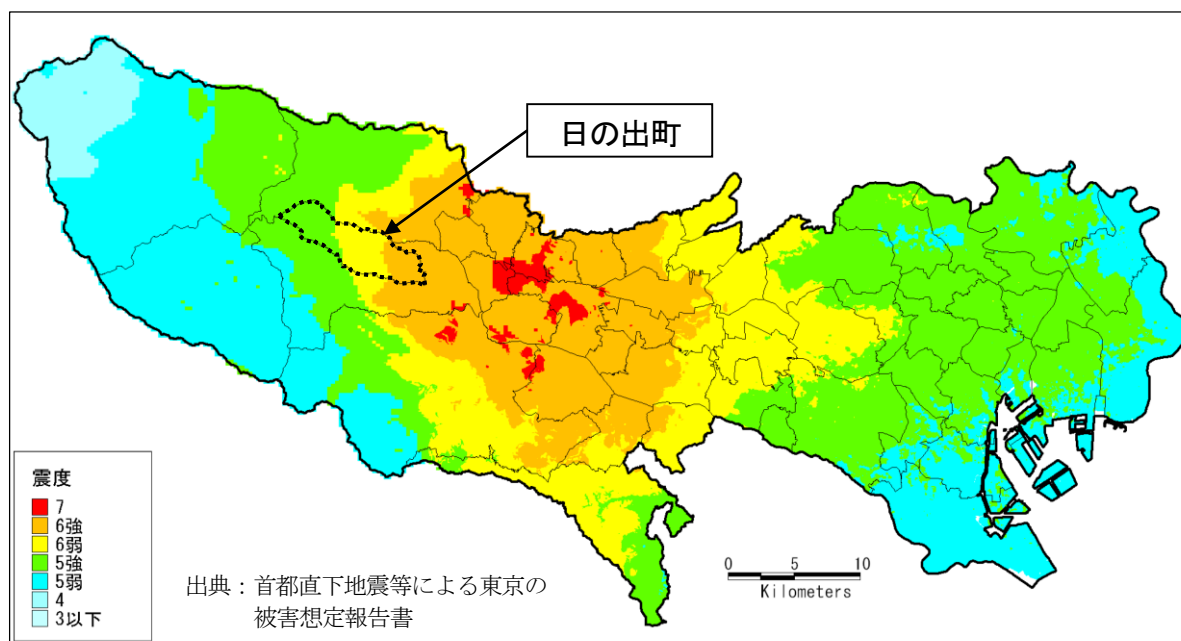 日の出町
震度
7
6強
6弱
5強
5弱
4
3以下
出典：首都直下地震等による東京の
被害想定報告書
0 5 10
Kilometers